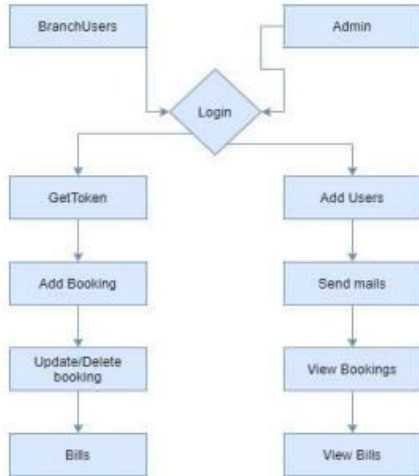 BranchUsers
Admin
Login
GetToken
Add Users
Add Booking
Send mails
Update/Delete
booking
View Bookings
Bills
View Bills